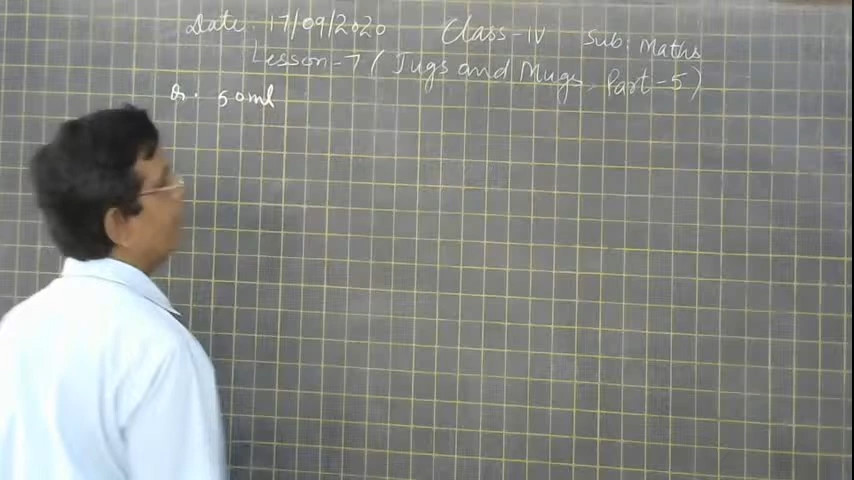 Date. 17/09/2020 Class-IV Sub: Maths
Lesson-7 (Jugs and Mugs, Part-5)
Q. 50ml